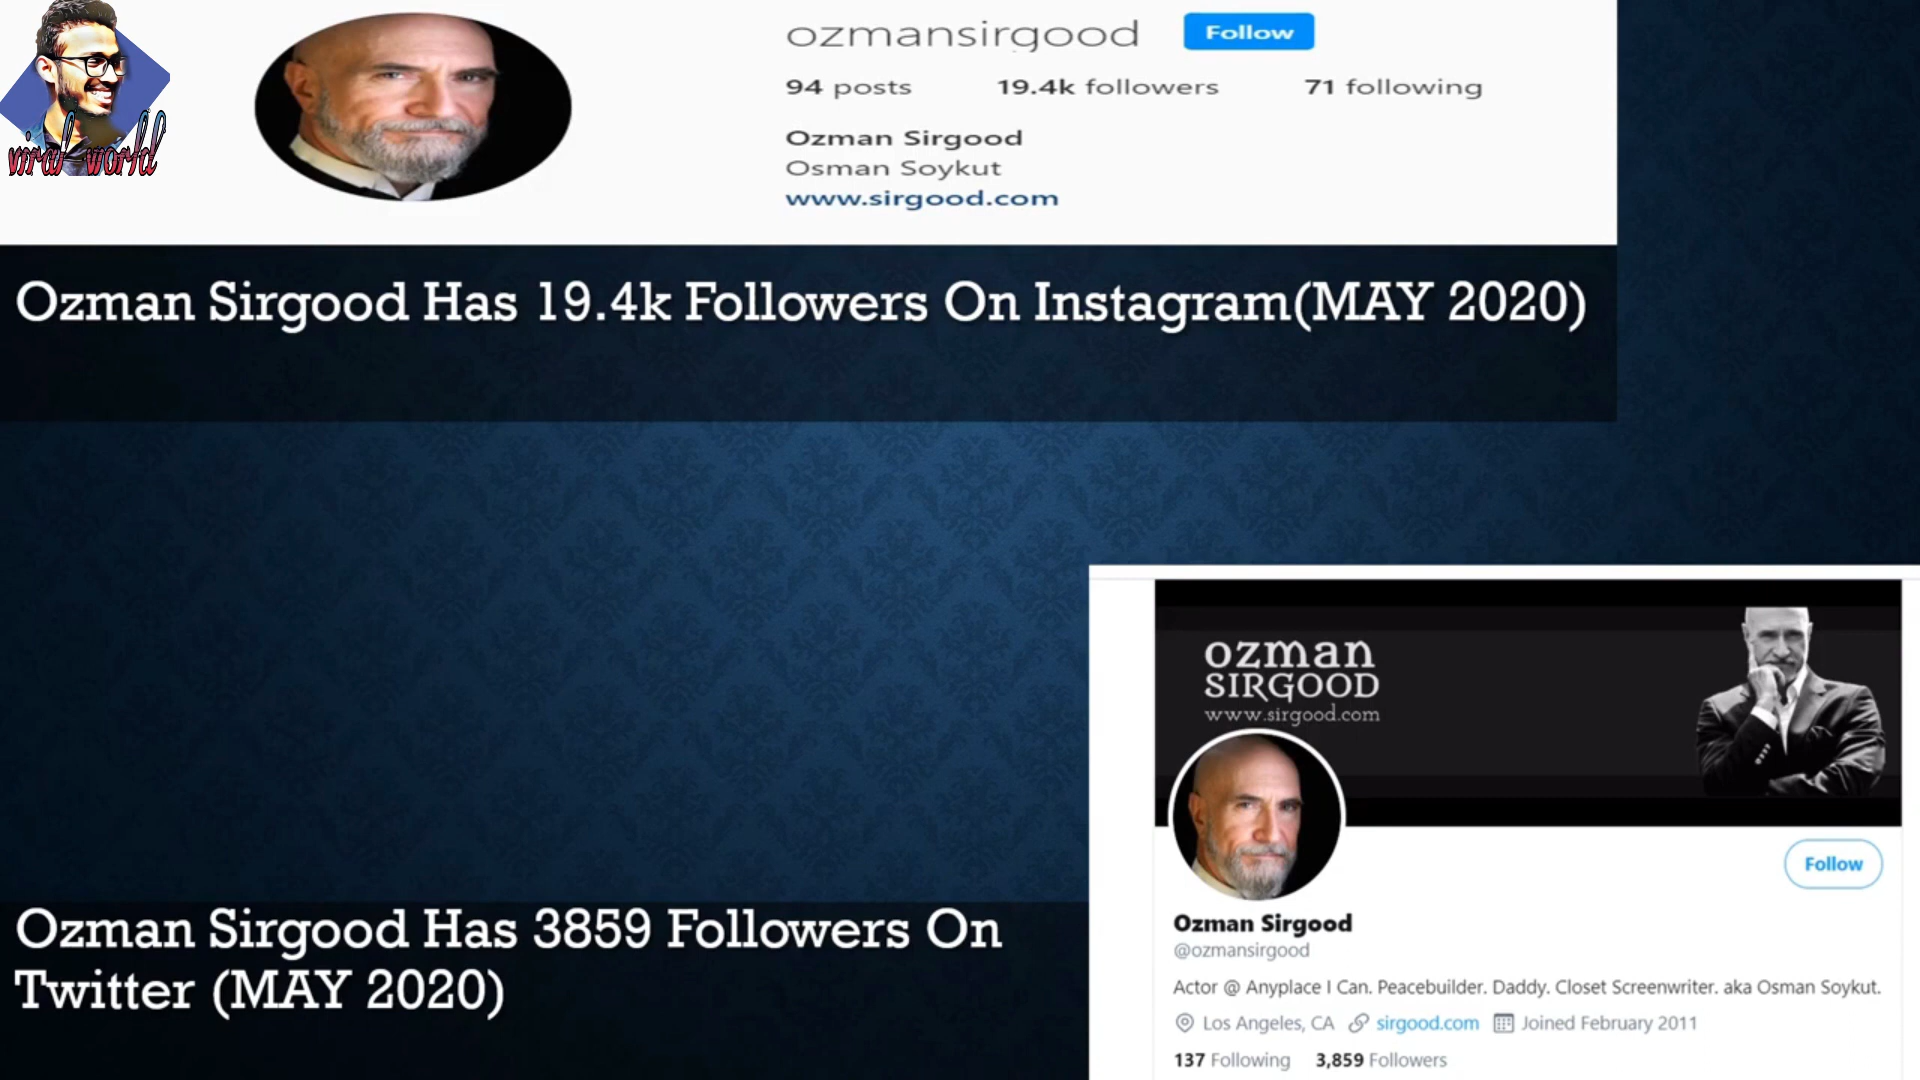 viral world
ozmansirgood Follow
94 posts 19.4k followers 71 following
Ozman Sirgood
Osman Soykut
www.sirgood.com
Ozman Sirgood Has 19.4k Followers On Instagram(MAY 2020)
ozman
SIRGOOD
www.sirgood.com
Follow
Ozman Sirgood
@ozmansirgood
Actor @ Anyplace I Can. Peacebuilder. Daddy. Closet Screenwriter. aka Osman Soykut.
Los Angeles, CA sirgood.com Joined February 2011
137 Following 3,859 Followers
Ozman Sirgood Has 3859 Followers On
Twitter (MAY 2020)